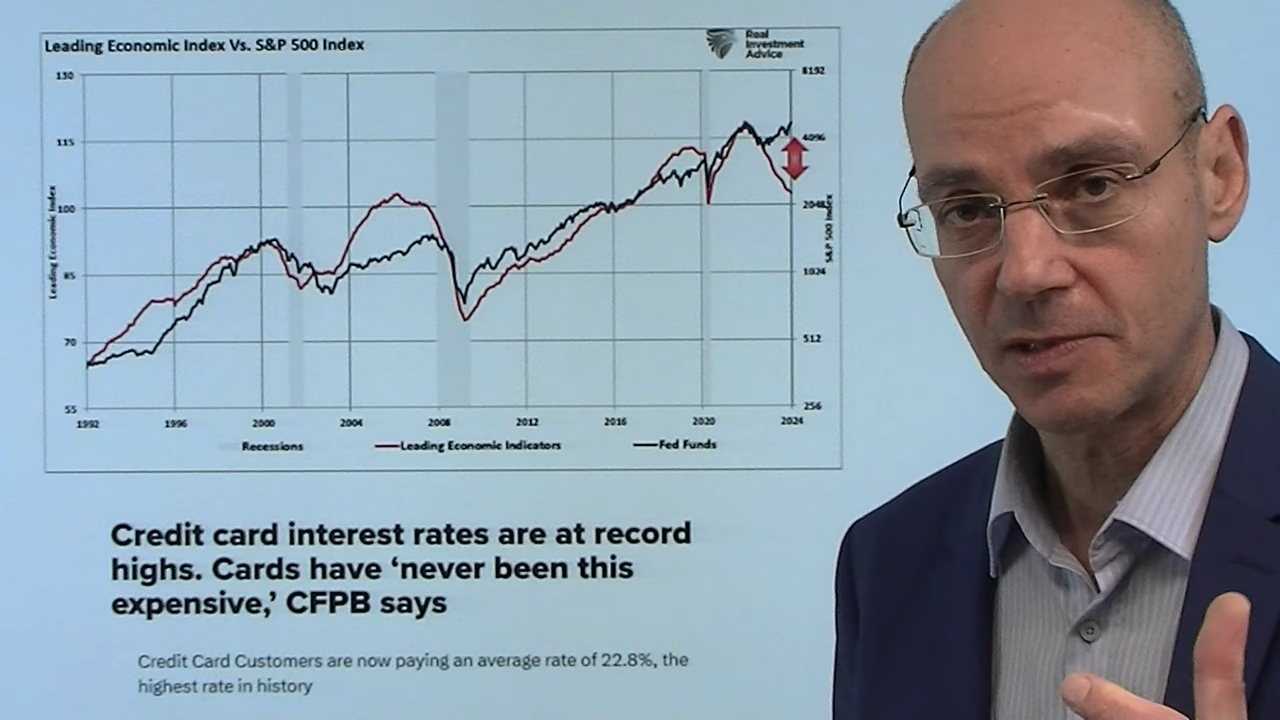 Leading Economic Index Vs. S&P 500 Index
Real
Investment
Advice
130
115
100
85
70
55
Leading Economic Index
8192
4096
2048
1024
512
256
S&P 500 Index
1992 1996 2000 2004 2008 2012 2016 2020 2024
Recessions Leading Economic Indicators Fed Funds
Credit card interest rates are at record
highs. Cards have ‘never been this
expensive,’ CFPB says
Credit Card Customers are now paying an average rate of 22.8%, the
highest rate in history